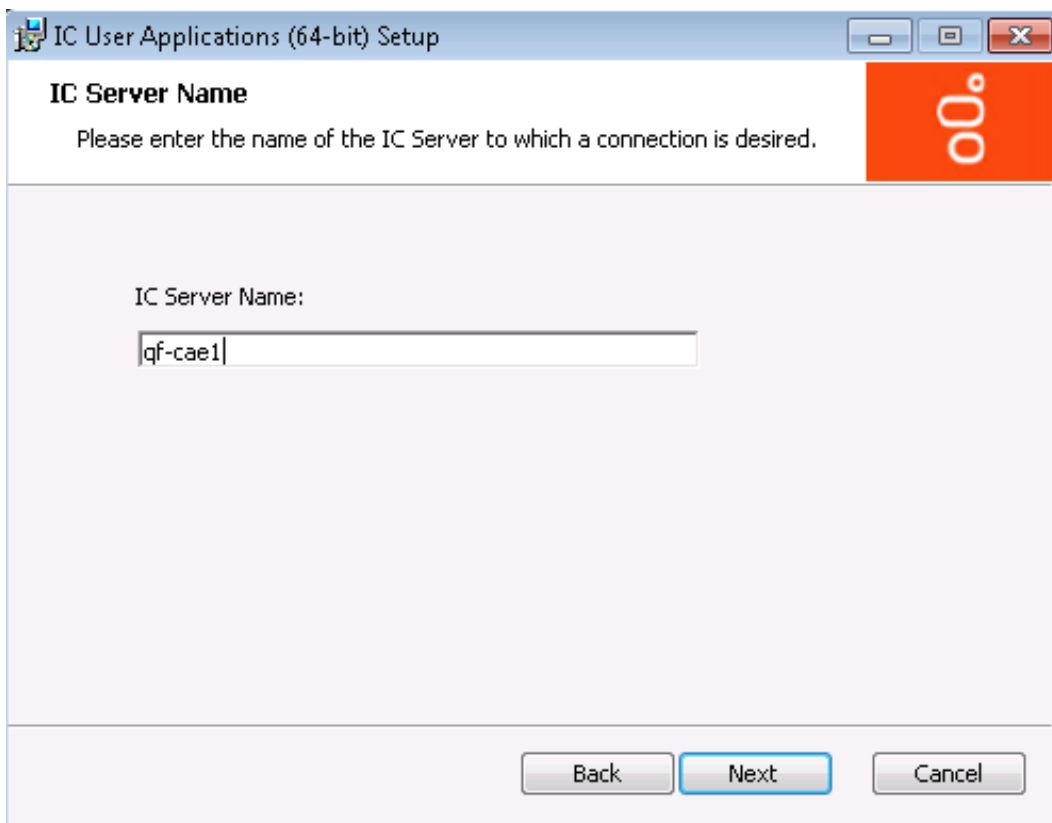 IC User Applications (64-bit) Setup
IC Server Name
Please enter the name of the IC Server to which a connection is desired.
IC Server Name:
qf-cae1
Back Next Cancel